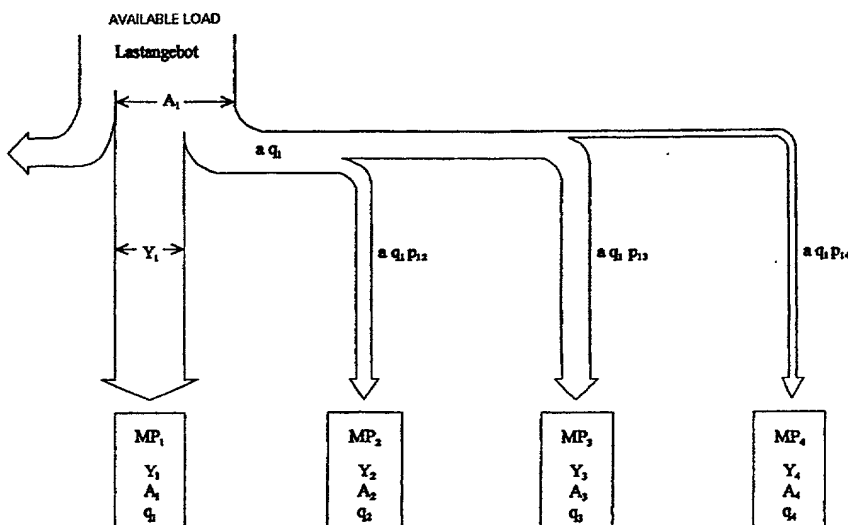 AVAILABLE LOAD
Lastangebot
A₁
a q₁
Y₁
a q₁ p₁₂
a q₁ p₁₃
a q₁ p₁₄
MP₁
Y₁
A₁
q₁
MP₂
Y₂
A₂
q₂
MP₃
Y₃
A₃
q₃
MP₄
Y₄
A₄
q₄